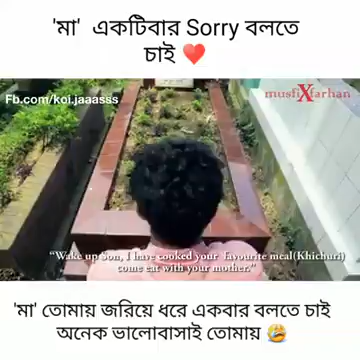 'মা' একটিবার Sorry বলতে
চাই ❤️
Fb.com/koi.jaaasss
musfiXfarhan
“Wake up Son, I have cooked your favourite meal(Khichuri)
come eat with your mother.”
'মা' তোমায় জরিয়ে ধরে একবার বলতে চাই
অনেক ভালোবাসাই তোমায় 😭